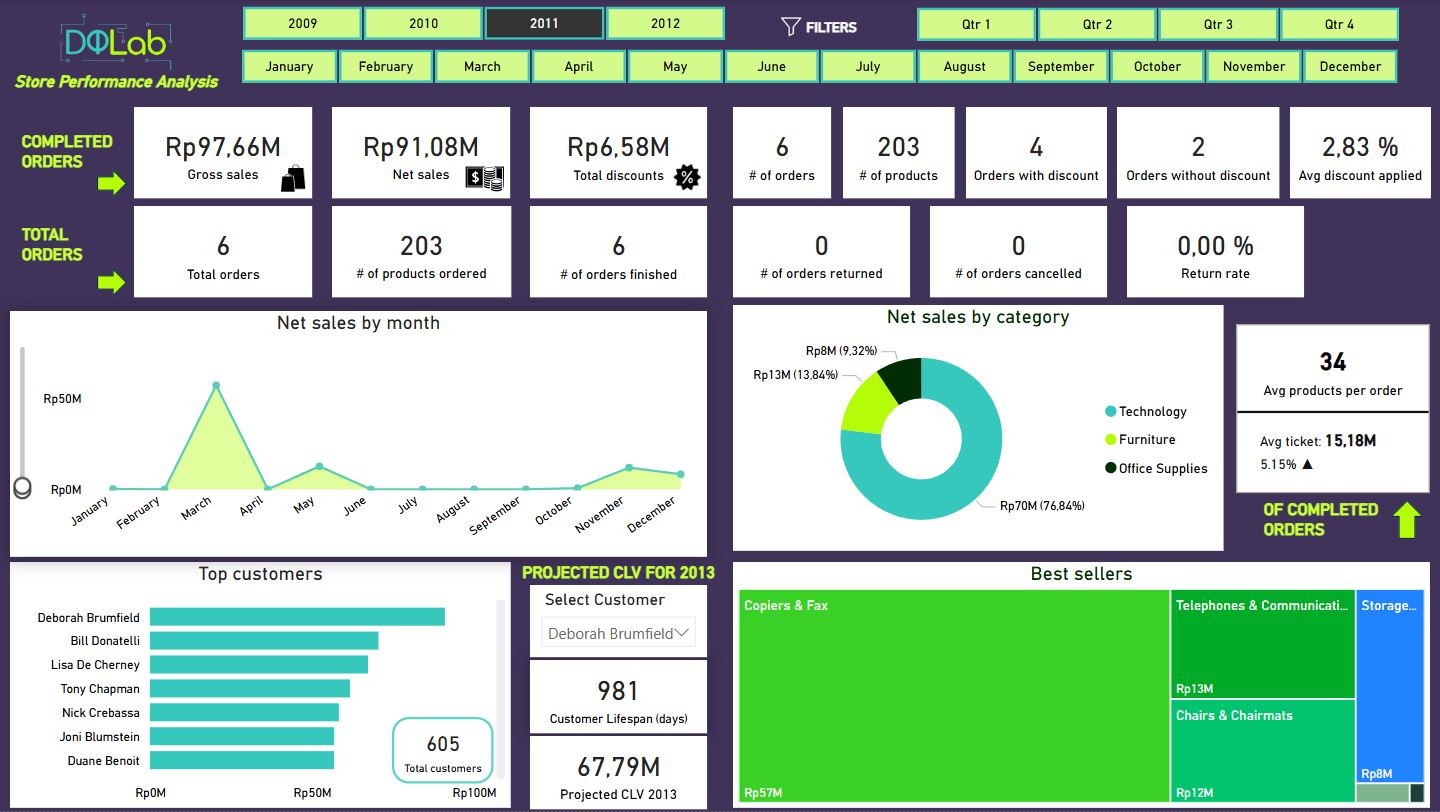 DQLab
Store Performance Analysis
2009
2010
2011
2012
FILTERS
Qtr 1
Qtr 2
Qtr 3
Qtr 4
January
February
March
April
May
June
July
August
September
October
November
December
COMPLETED
ORDERS
Rp97,66M
Gross sales
Rp91,08M
Net sales
Rp6,58M
Total discounts
6
# of orders
203
# of products
4
Orders with discount
2
Orders without discount
2,83 %
Avg discount applied
TOTAL
ORDERS
6
Total orders
203
# of products ordered
6
# of orders finished
0
# of orders returned
0
# of orders cancelled
0,00 %
Return rate
Net sales by month
Rp50M
Rp0M
January
February
March
April
May
June
July
August
September
October
November
December
Net sales by category
Rp8M (9,32%)
Rp13M (13,84%)
Rp70M (76,84%)
Technology
Furniture
Office Supplies
34
Avg products per order
Avg ticket: 15,18M
5.15% ▲
OF COMPLETED
ORDERS
Top customers
Deborah Brumfield
Bill Donatelli
Lisa De Cherney
Tony Chapman
Nick Crebassa
Joni Blumstein
Duane Benoit
Rp0M
Rp50M
Rp100M
605
Total customers
PROJECTED CLV FOR 2013
Select Customer
Deborah Brumfield
981
Customer Lifespan (days)
67,79M
Projected CLV 2013
Best sellers
Copiers & Fax
Rp57M
Telephones & Communicati...
Rp13M
Chairs & Chairmats
Rp12M
Storage...
Rp8M